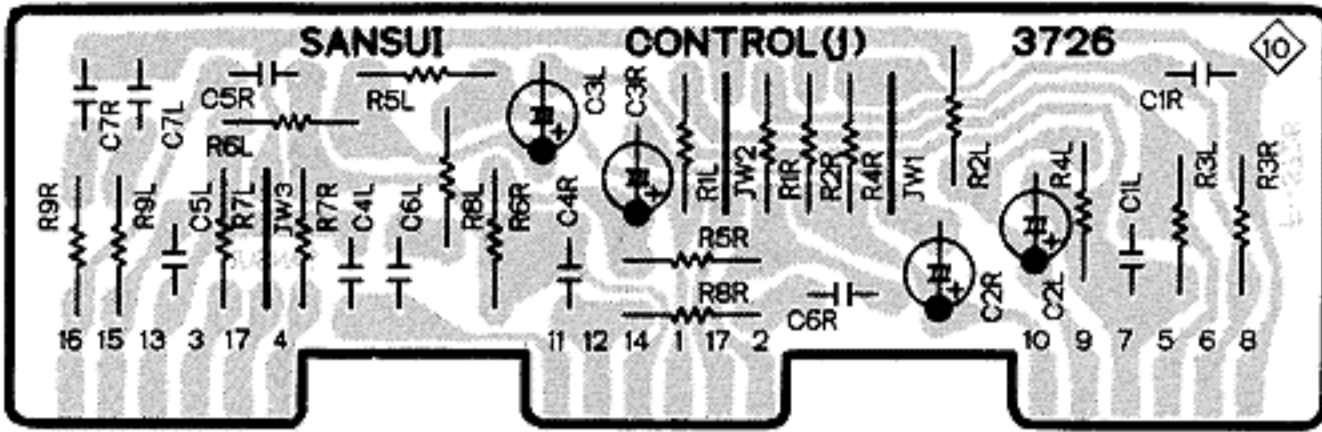 SANSUI CONTROL(J) 3726 10
C7R C7L C5R R5L C3L C3R R1L JW2 R1R R2R R4R JW1 R2L R4L C1R
R6L
R9R R9L C5L R7L JW3 R7R C4L C6L R8L R6R C4R C1L R3L R3R
R5R
R8R C6R C2R C2L
16 15 13 3 17 4 11 12 14 1 17 2 10 9 7 5 6 8